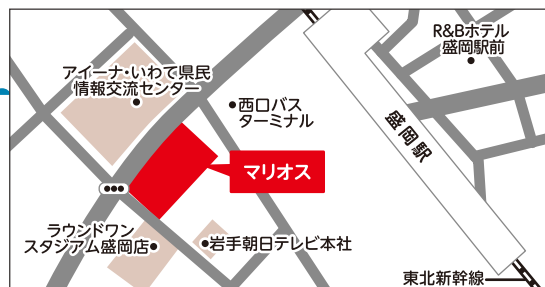 R&Bホテル
盛岡駅前
アイーナ・いわて県民
情報交流センター
西口バス
ターミナル
盛岡駅
マリオス
ラウンドワン
スタジアム盛岡店
岩手朝日テレビ本社
東北新幹線